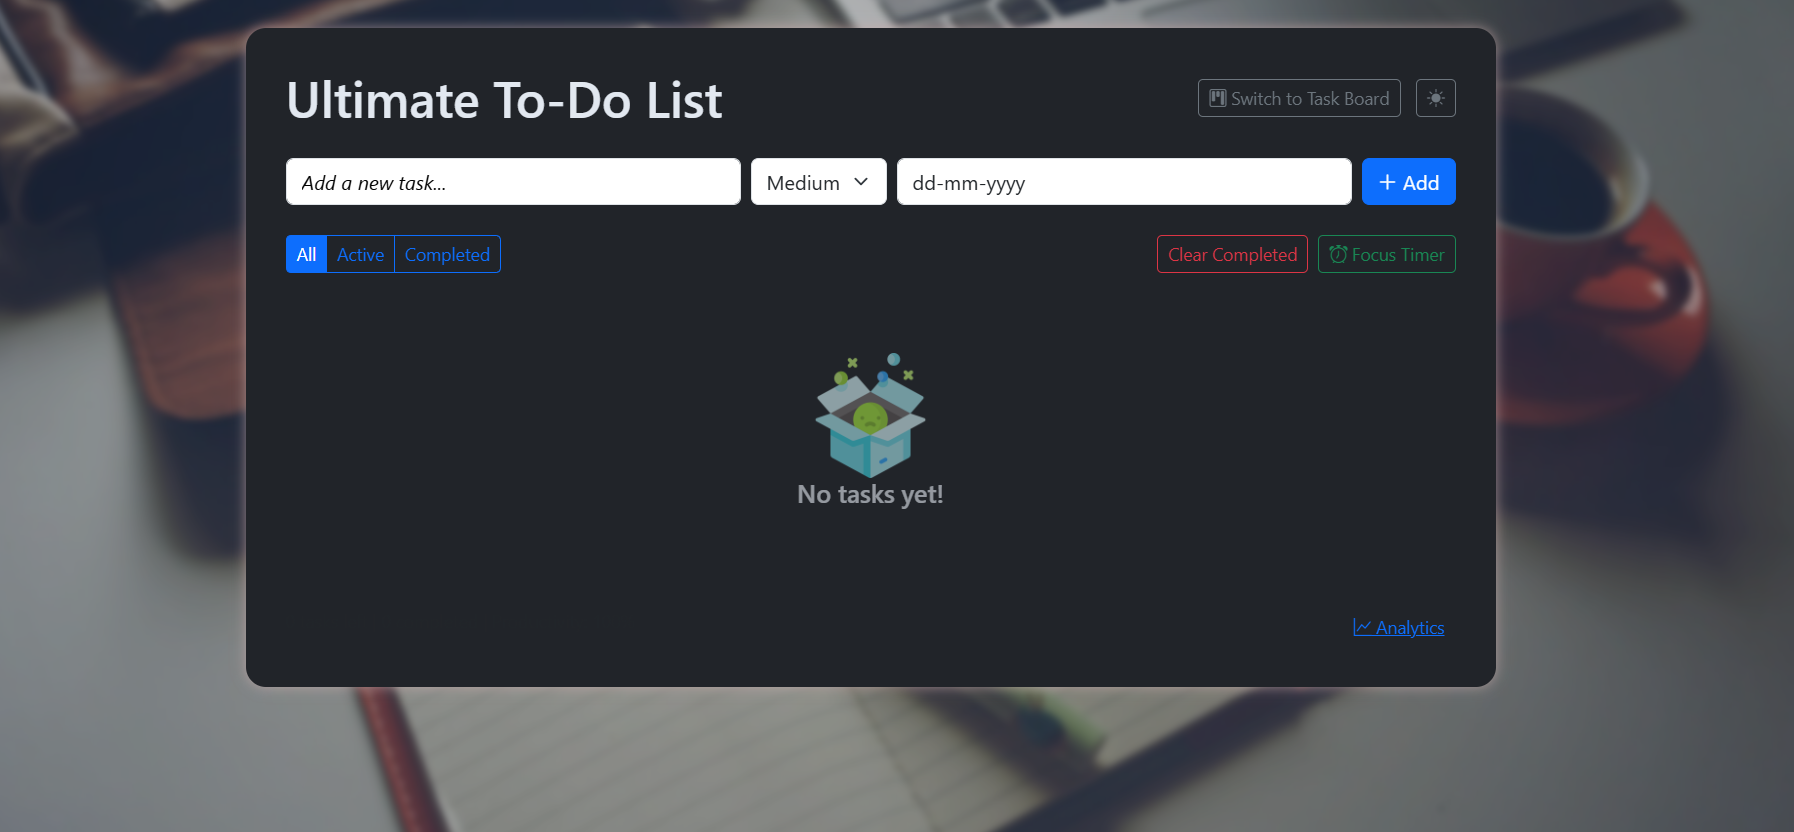 Ultimate To-Do List
Switch to Task Board
Add a new task...
Medium
dd-mm-yyyy
+ Add
All
Active
Completed
Clear Completed
Focus Timer
No tasks yet!
Analytics